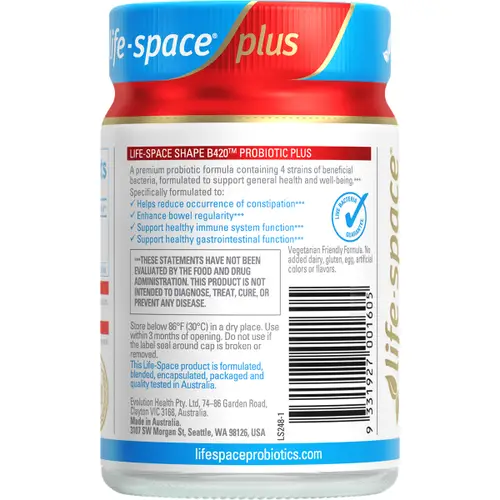 life-space® plus
LIFE-SPACE SHAPE B420™ PROBIOTIC PLUS
A premium probiotic formula containing 4 strains of beneficial
bacteria, formulated to support general health and well-being.***
Specifically formulated to:
✓ Helps reduce occurrence of constipation***
✓ Enhance bowel regularity***
✓ Support healthy immune system function***
✓ Support healthy gastrointestinal function***
LIVE BACTERIA
GUARANTEE
Vegetarian Friendly Formula. No
added dairy, gluten, egg, artificial
colors or flavors.
***THESE STATEMENTS HAVE NOT BEEN
EVALUATED BY THE FOOD AND DRUG
ADMINISTRATION. THIS PRODUCT IS NOT
INTENDED TO DIAGNOSE, TREAT, CURE, OR
PREVENT ANY DISEASE.
Store below 86°F (30°C) in a dry place. Use
within 3 months of opening. Do not use if
the label seal around cap is broken or
removed.
This Life-Space product is formulated,
blended, encapsulated, packaged and
quality tested in Australia.
Evolution Health Pty. Ltd, 74–86 Garden Road,
Clayton VIC 3168, Australia.
Made in Australia.
3107 SW Morgan St, Seattle, WA 98126, USA
LS248-1
9 331927 001605
life-space®
lifespaceprobiotics.com